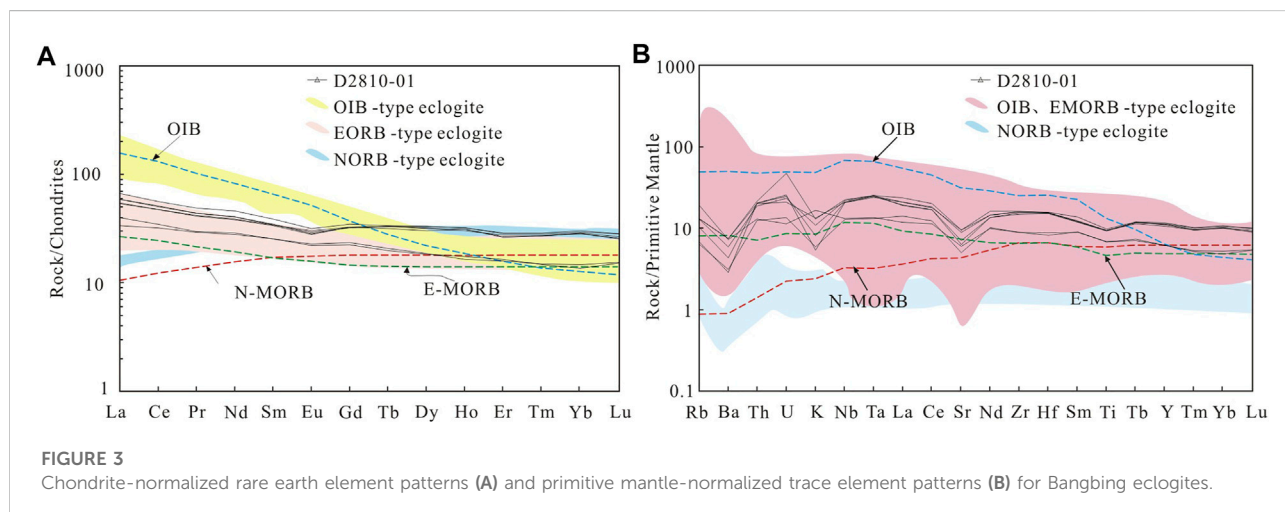 A
1000
100
10
1
Rock/Chondrites
D2810-01
OIB -type eclogite
EORB -type eclogite
NORB -type eclogite
OIB
N-MORB
E-MORB
La Ce Pr Nd Sm Eu Gd Tb Dy Ho Er Tm Yb Lu
B
1000
100
10
1
0.1
Rock/Primitive Mantle
D2810-01
OIB、EMORB -type eclogite
NORB -type eclogite
OIB
N-MORB
E-MORB
Rb Ba Th U K Nb Ta La Ce Sr Nd Zr Hf Sm Ti Tb Y Tm Yb Lu
FIGURE 3
Chondrite-normalized rare earth element patterns (A) and primitive mantle-normalized trace element patterns (B) for Bangbing eclogites.